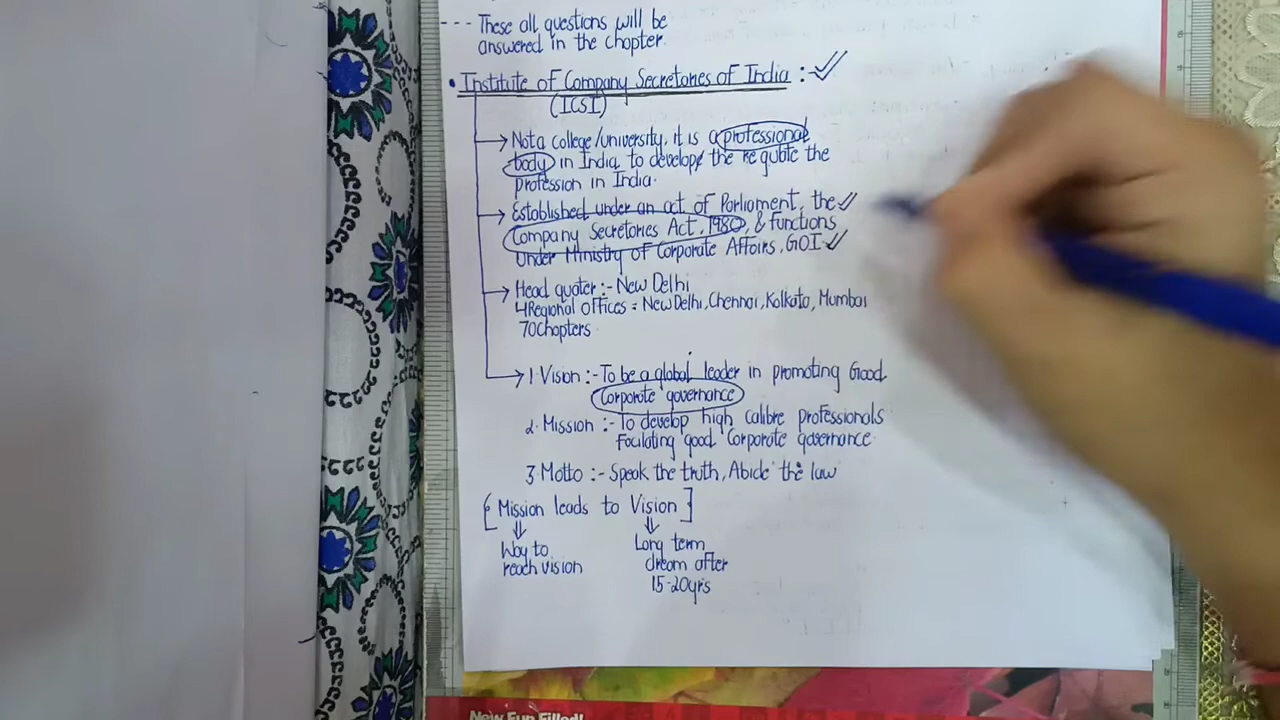 ---- These all questions will be
answered in the chapter.
• Institute of Company Secretaries of India :-
(ICSI)
Not a college/university, it is a professional
body in India to develop the regulate the
profession in India.
Established under an act of Parliament, the
Company Secretaries Act, 1980, & functions
Under Ministry of Corporate Affairs, GOI
Head quater :- New Delhi
4 Regional Offices = New Delhi, Chennai, Kolkata, Mumbai
70 Chapters
1 Vision :- To be a global leader in promoting Good
Corporate governance
2. Mission :- To develop high calibre professionals
good Corporate governance
3 Motto :- Speak the truth, Abide the law
[Mission leads to Vision]
Way to
reach vision
Long term
dream after
15-20yrs
New Fun Filled!